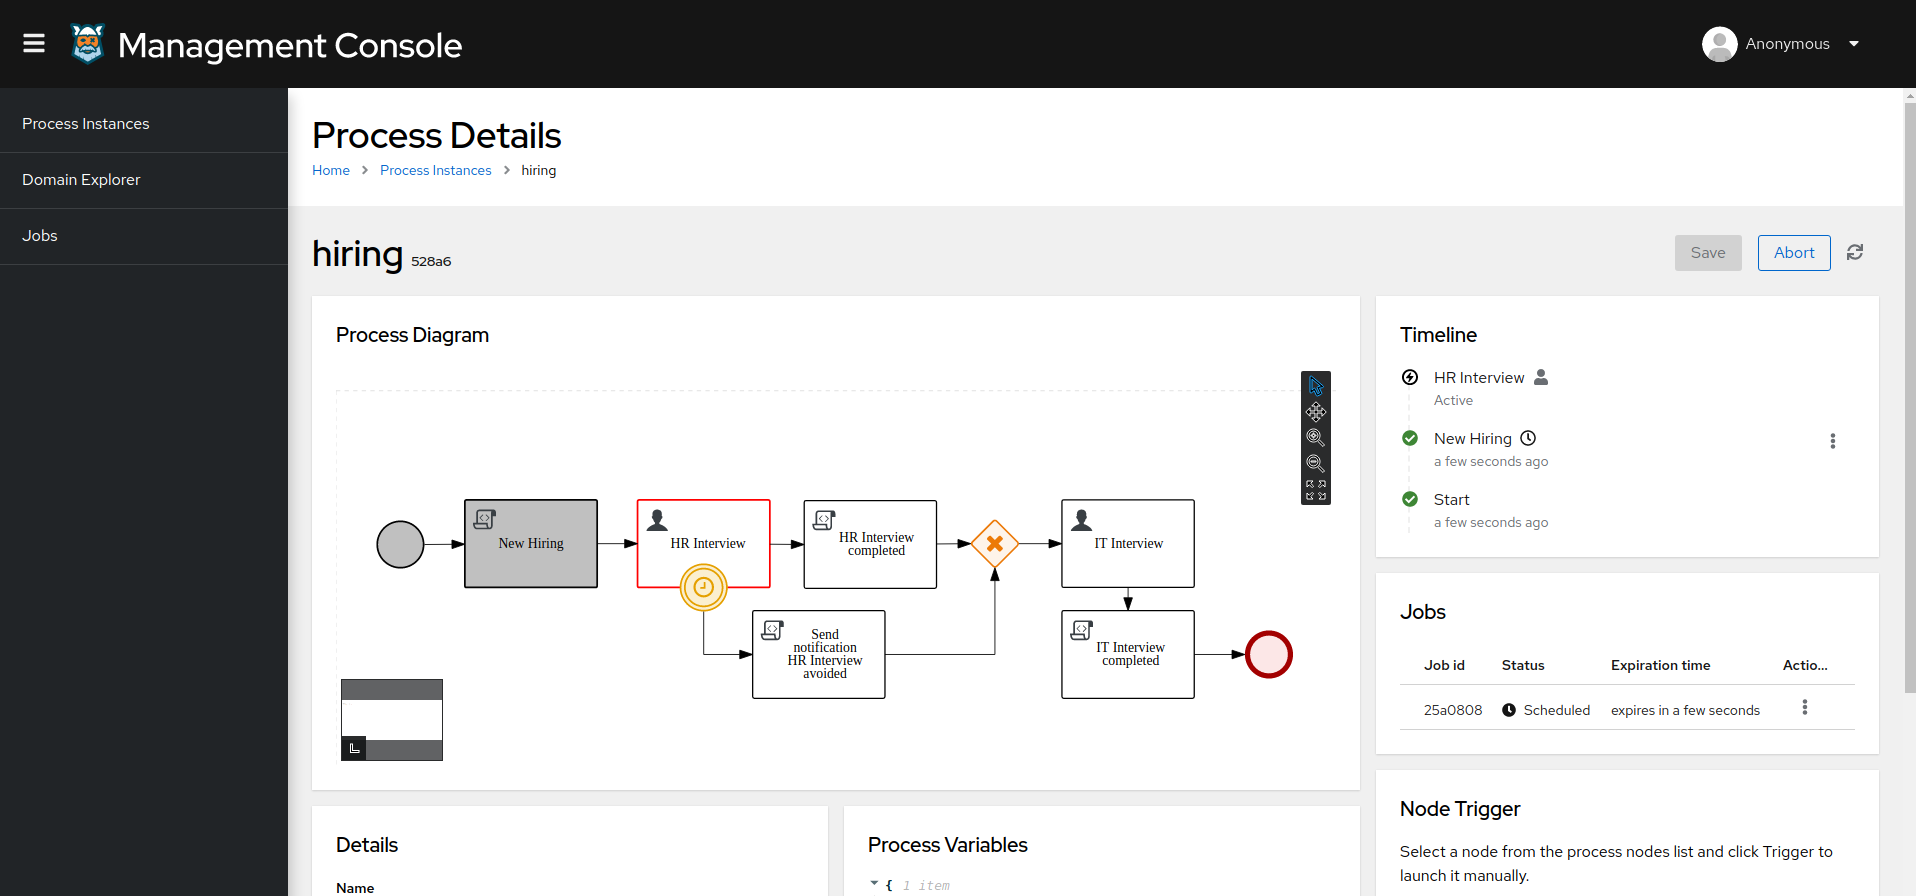 Management Console
Anonymous
Process Instances
Domain Explorer
Jobs
Process Details
Home > Process Instances > hiring
hiring 528a6
Save
Abort
Process Diagram
New Hiring
HR Interview
HR Interview
completed
IT Interview
Send
notification
HR Interview
avoided
IT Interview
completed
Timeline
HR Interview
Active
New Hiring
a few seconds ago
Start
a few seconds ago
Jobs
Job id Status Expiration time Actio...
25a0808 Scheduled expires in a few seconds
Node Trigger
Select a node from the process nodes list and click Trigger to
launch it manually.
Details
Name
Process Variables
{ 1 item